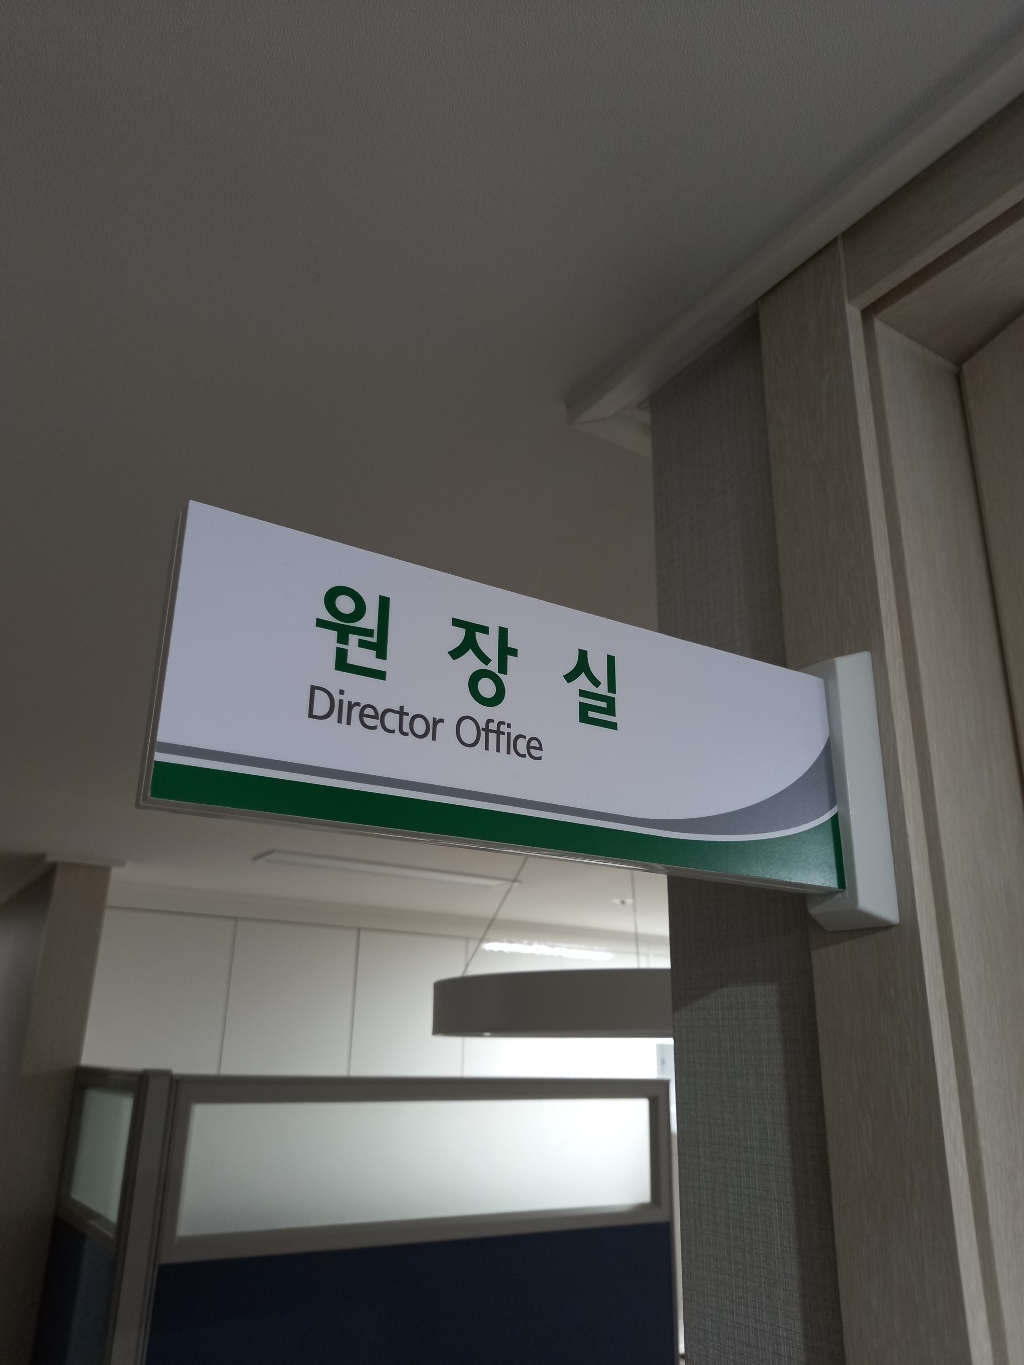 원 장 실
Director Office